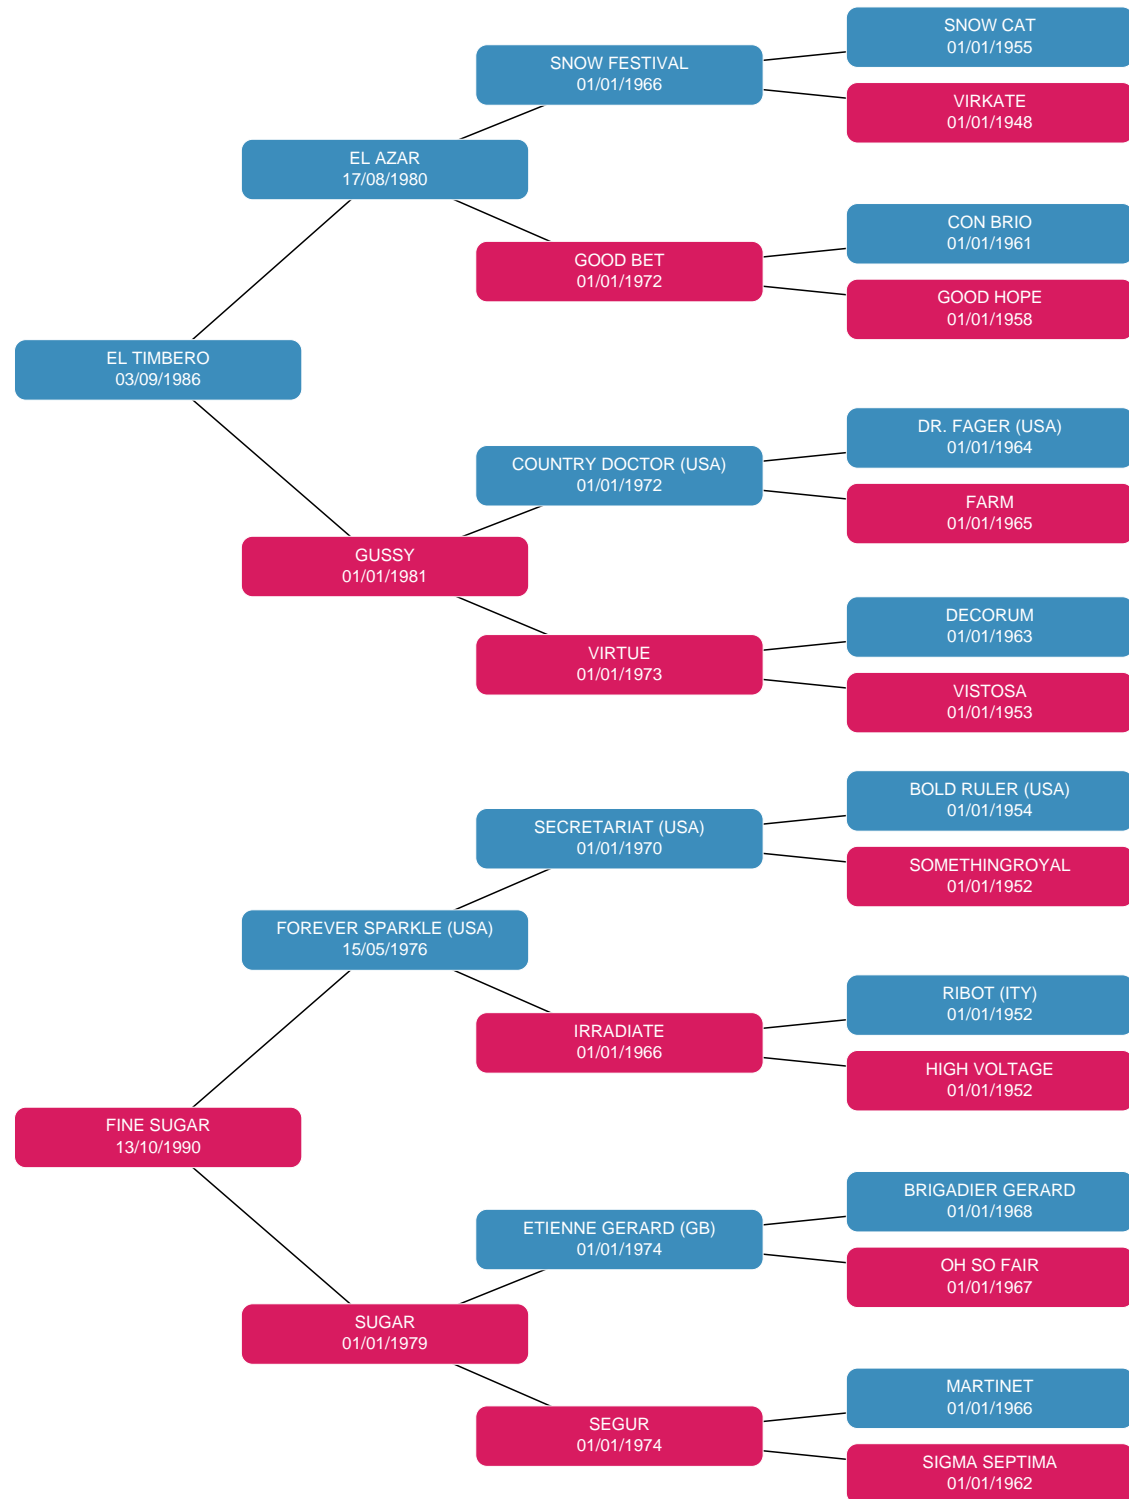 SNOW CAT
01/01/1955
SNOW FESTIVAL
01/01/1966
VIRKATE
01/01/1948
EL AZAR
17/08/1980
CON BRIO
01/01/1961
GOOD BET
01/01/1972
GOOD HOPE
01/01/1958
EL TIMBERO
03/09/1986
DR. FAGER (USA)
01/01/1964
COUNTRY DOCTOR (USA)
01/01/1972
FARM
01/01/1965
GUSSY
01/01/1981
DECORUM
01/01/1963
VIRTUE
01/01/1973
VISTOSA
01/01/1953
BOLD RULER (USA)
01/01/1954
SECRETARIAT (USA)
01/01/1970
SOMETHINGROYAL
01/01/1952
FOREVER SPARKLE (USA)
15/05/1976
RIBOT (ITY)
01/01/1952
IRRADIATE
01/01/1966
HIGH VOLTAGE
01/01/1952
FINE SUGAR
13/10/1990
BRIGADIER GERARD
01/01/1968
ETIENNE GERARD (GB)
01/01/1974
OH SO FAIR
01/01/1967
SUGAR
01/01/1979
MARTINET
01/01/1966
SEGUR
01/01/1974
SIGMA SEPTIMA
01/01/1962